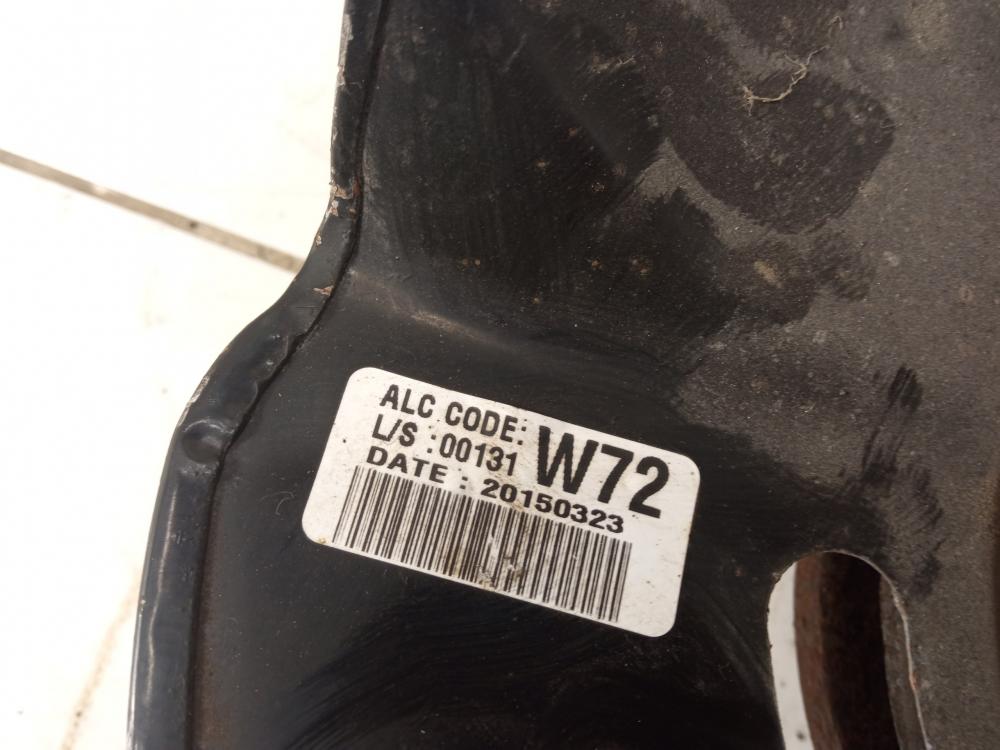 ALC CODE: W72
L/S : 00131
DATE : 20150323